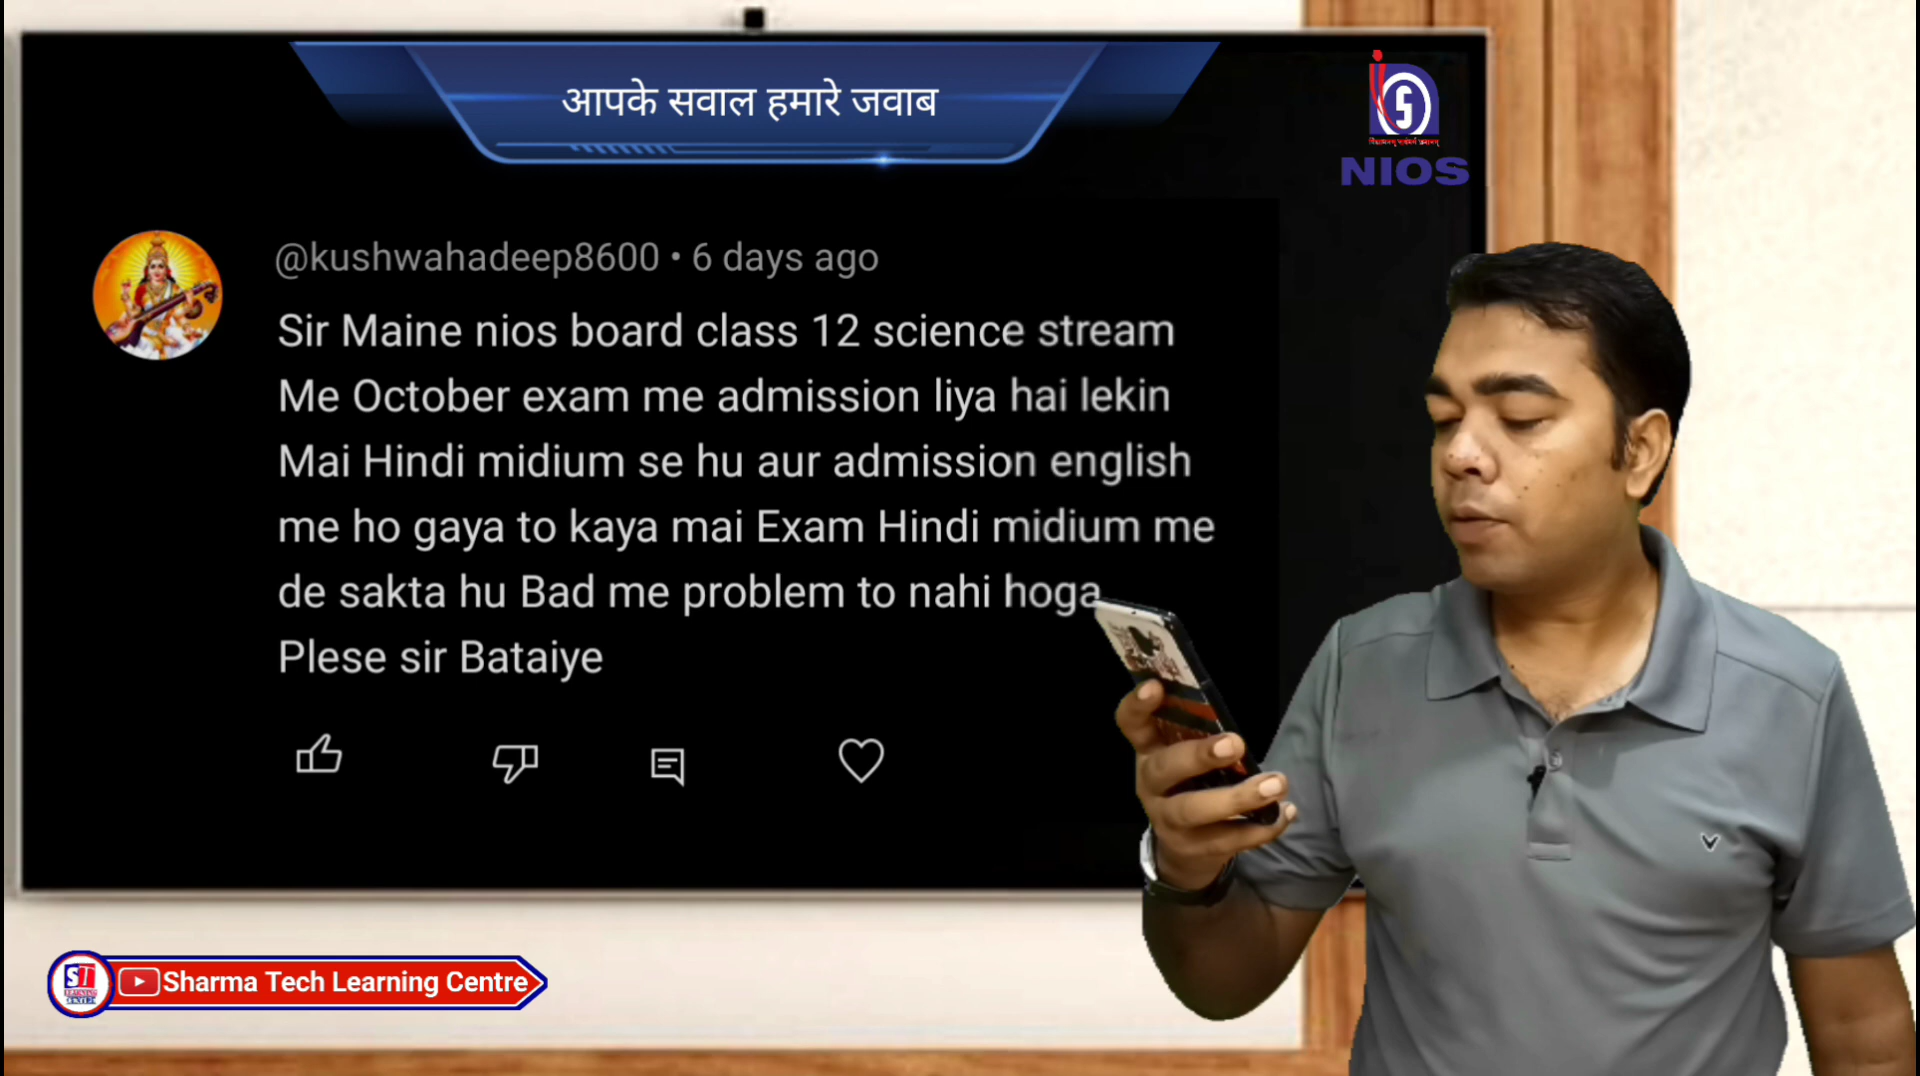 आपके सवाल हमारे जवाब
NIOS
@kushwahadeep8600 • 6 days ago
Sir Maine nios board class 12 science stream
Me October exam me admission liya hai lekin
Mai Hindi midium se hu aur admission english
me ho gaya to kaya mai Exam Hindi midium me
de sakta hu Bad me problem to nahi hoga
Plese sir Bataiye
Sharma Tech Learning Centre